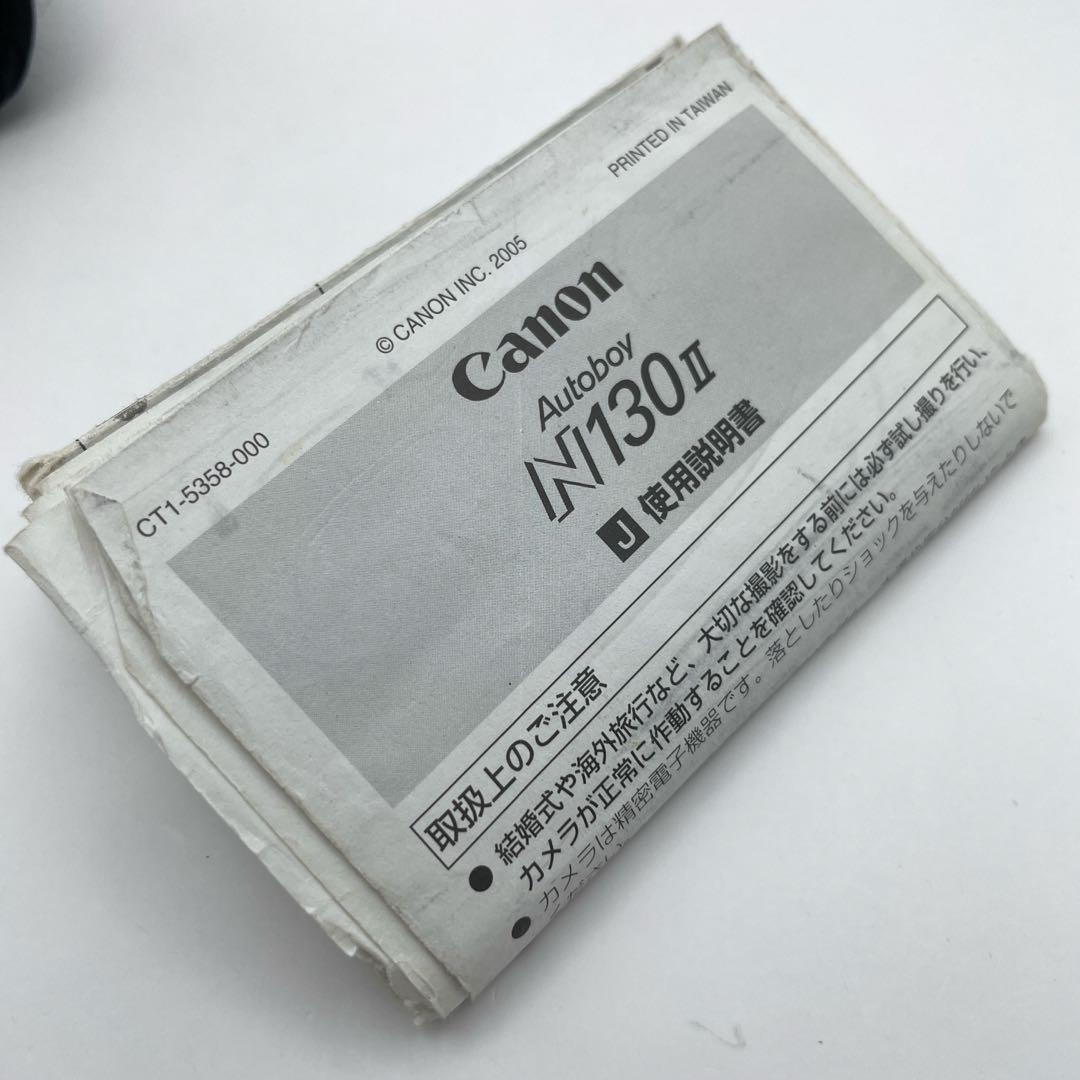 CT1-5358-000
© CANON INC. 2005
PRINTED IN TAIWAN
Canon
Autoboy
N130II
J 使用説明書
取扱上のご注意
● 結婚式や海外旅行など、大切な撮影をする前には必ず試し撮りを行い、
カメラが正常に作動することを確認してください。
● カメラは精密電子機器です。落としたりショックを与えたりしないで